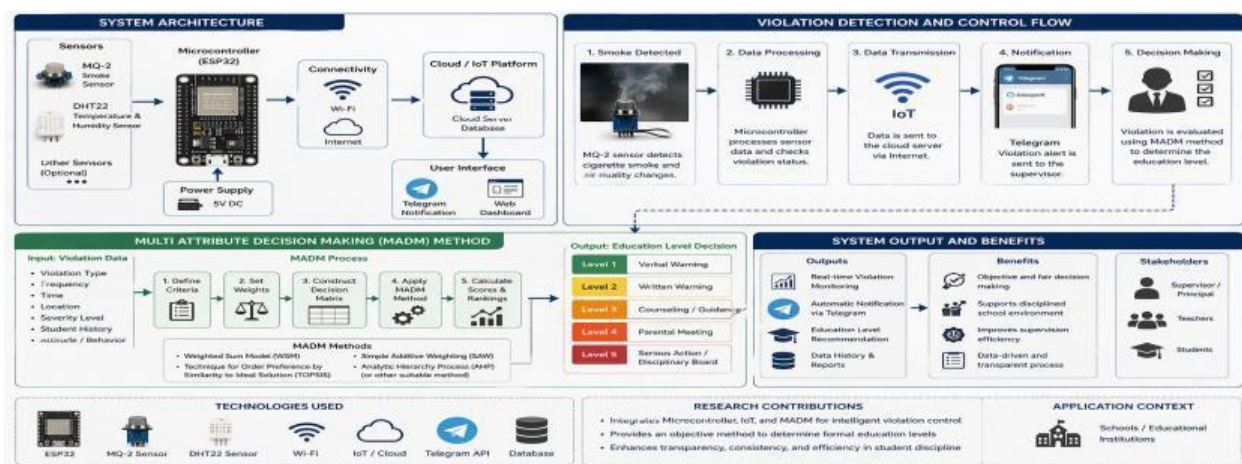 SYSTEM ARCHITECTURE
Sensors
MQ-2
Smoke
Sensor
DHT22
Temperature &
Humidity Sensor
Sensors
(Optional)
Microcontroller
(ESP32)
Power Supply
5V DC
Connectivity
Wi-Fi
Internet
Cloud / IoT Platform
Cloud Server
Database
User Interface
Telegram
Notification
Web
Dashboard
VIOLATION DETECTION AND CONTROL FLOW
1. Smoke Detected
MQ-2 sensor detects
cigarette smoke and
air quality changes.
2. Data Processing
Microcontroller
processes sensor
data and checks
violation status.
3. Data Transmission
IoT
Data is sent to
the cloud server
via Internet.
4. Notification
Telegram
Telegram
Violation alert is
sent to the
supervisor.
5. Decision Making
Violation is evaluated
using MADM method
to determine the
education level.
MULTI ATTRIBUTE DECISION MAKING (MADM) METHOD
Input: Violation Data
• Violation Type
• Frequency
• Time
• Location
• Severity Level
• Student History
• Attitude / Behavior
MADM Process
1. Define
Criteria
2. Set
Weights
3. Construct
Decision
Matrix
4. Apply
MADM
Method
5. Calculate
Scores &
Rankings
MADM Methods
• Weighted Sum Model (WSM)
• Technique for Order Preference by
Similarity to Ideal Solution (TOPSIS)
• Simple Additive Weighting (SAW)
• Analytic Hierarchy Process (AHP)
(or other suitable method)
Output: Education Level Decision
Level 1 Verbal Warning
Level 2 Written Warning
Level 3 Counseling / Guidance
Level 4 Parental Meeting
Level 5 Serious Action /
Disciplinary Board
SYSTEM OUTPUT AND BENEFITS
Outputs
Real-time Violation
Monitoring
Automatic Notification
via Telegram
Education Level
Recommendation
Data History &
Reports
Benefits
Objective and fair decision
making
Supports disciplined
school environment
Improves supervision
efficiency
Data-driven and
transparent process
Stakeholders
Supervisor /
Principal
Teachers
Students
TECHNOLOGIES USED
ESP32
MQ-2 Sensor
DHT22 Sensor
Wi-Fi
IoT / Cloud
Telegram API
Database
RESEARCH CONTRIBUTIONS
• Integrates Microcontroller, IoT, and MADM for intelligent violation control
• Provides an objective method to determine formal education levels
• Enhances transparency, consistency, and efficiency in student discipline
APPLICATION CONTEXT
Schools / Educational
Institutions